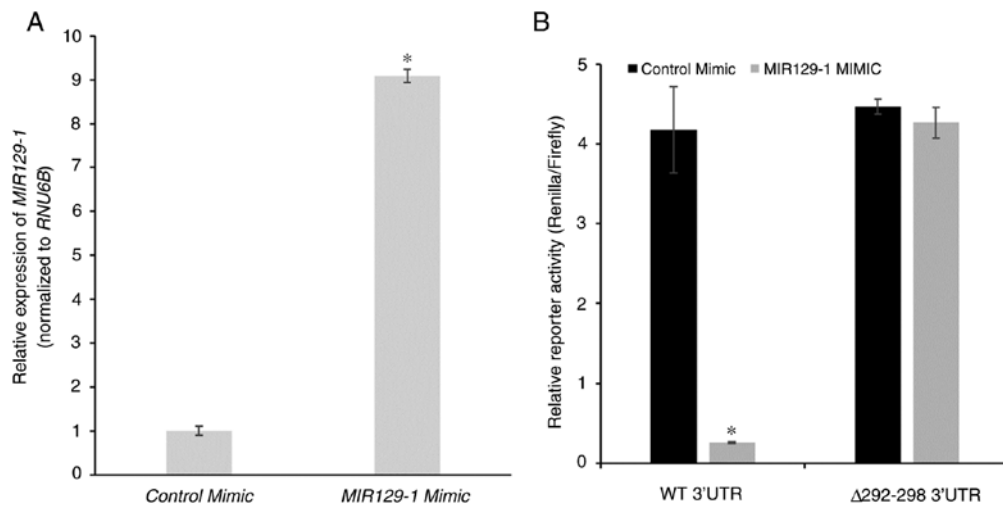 A
Relative expression of MIR129-1
(normalized to RNU6B)
10
9
8
7
6
5
4
3
2
1
0
*
Control Mimic
MIR129-1 Mimic
B
Relative reporter activity (Renilla/Firefly)
5
4
3
2
1
0
Control Mimic
MIR129-1 MIMIC
*
WT 3'UTR
Δ292-298 3'UTR